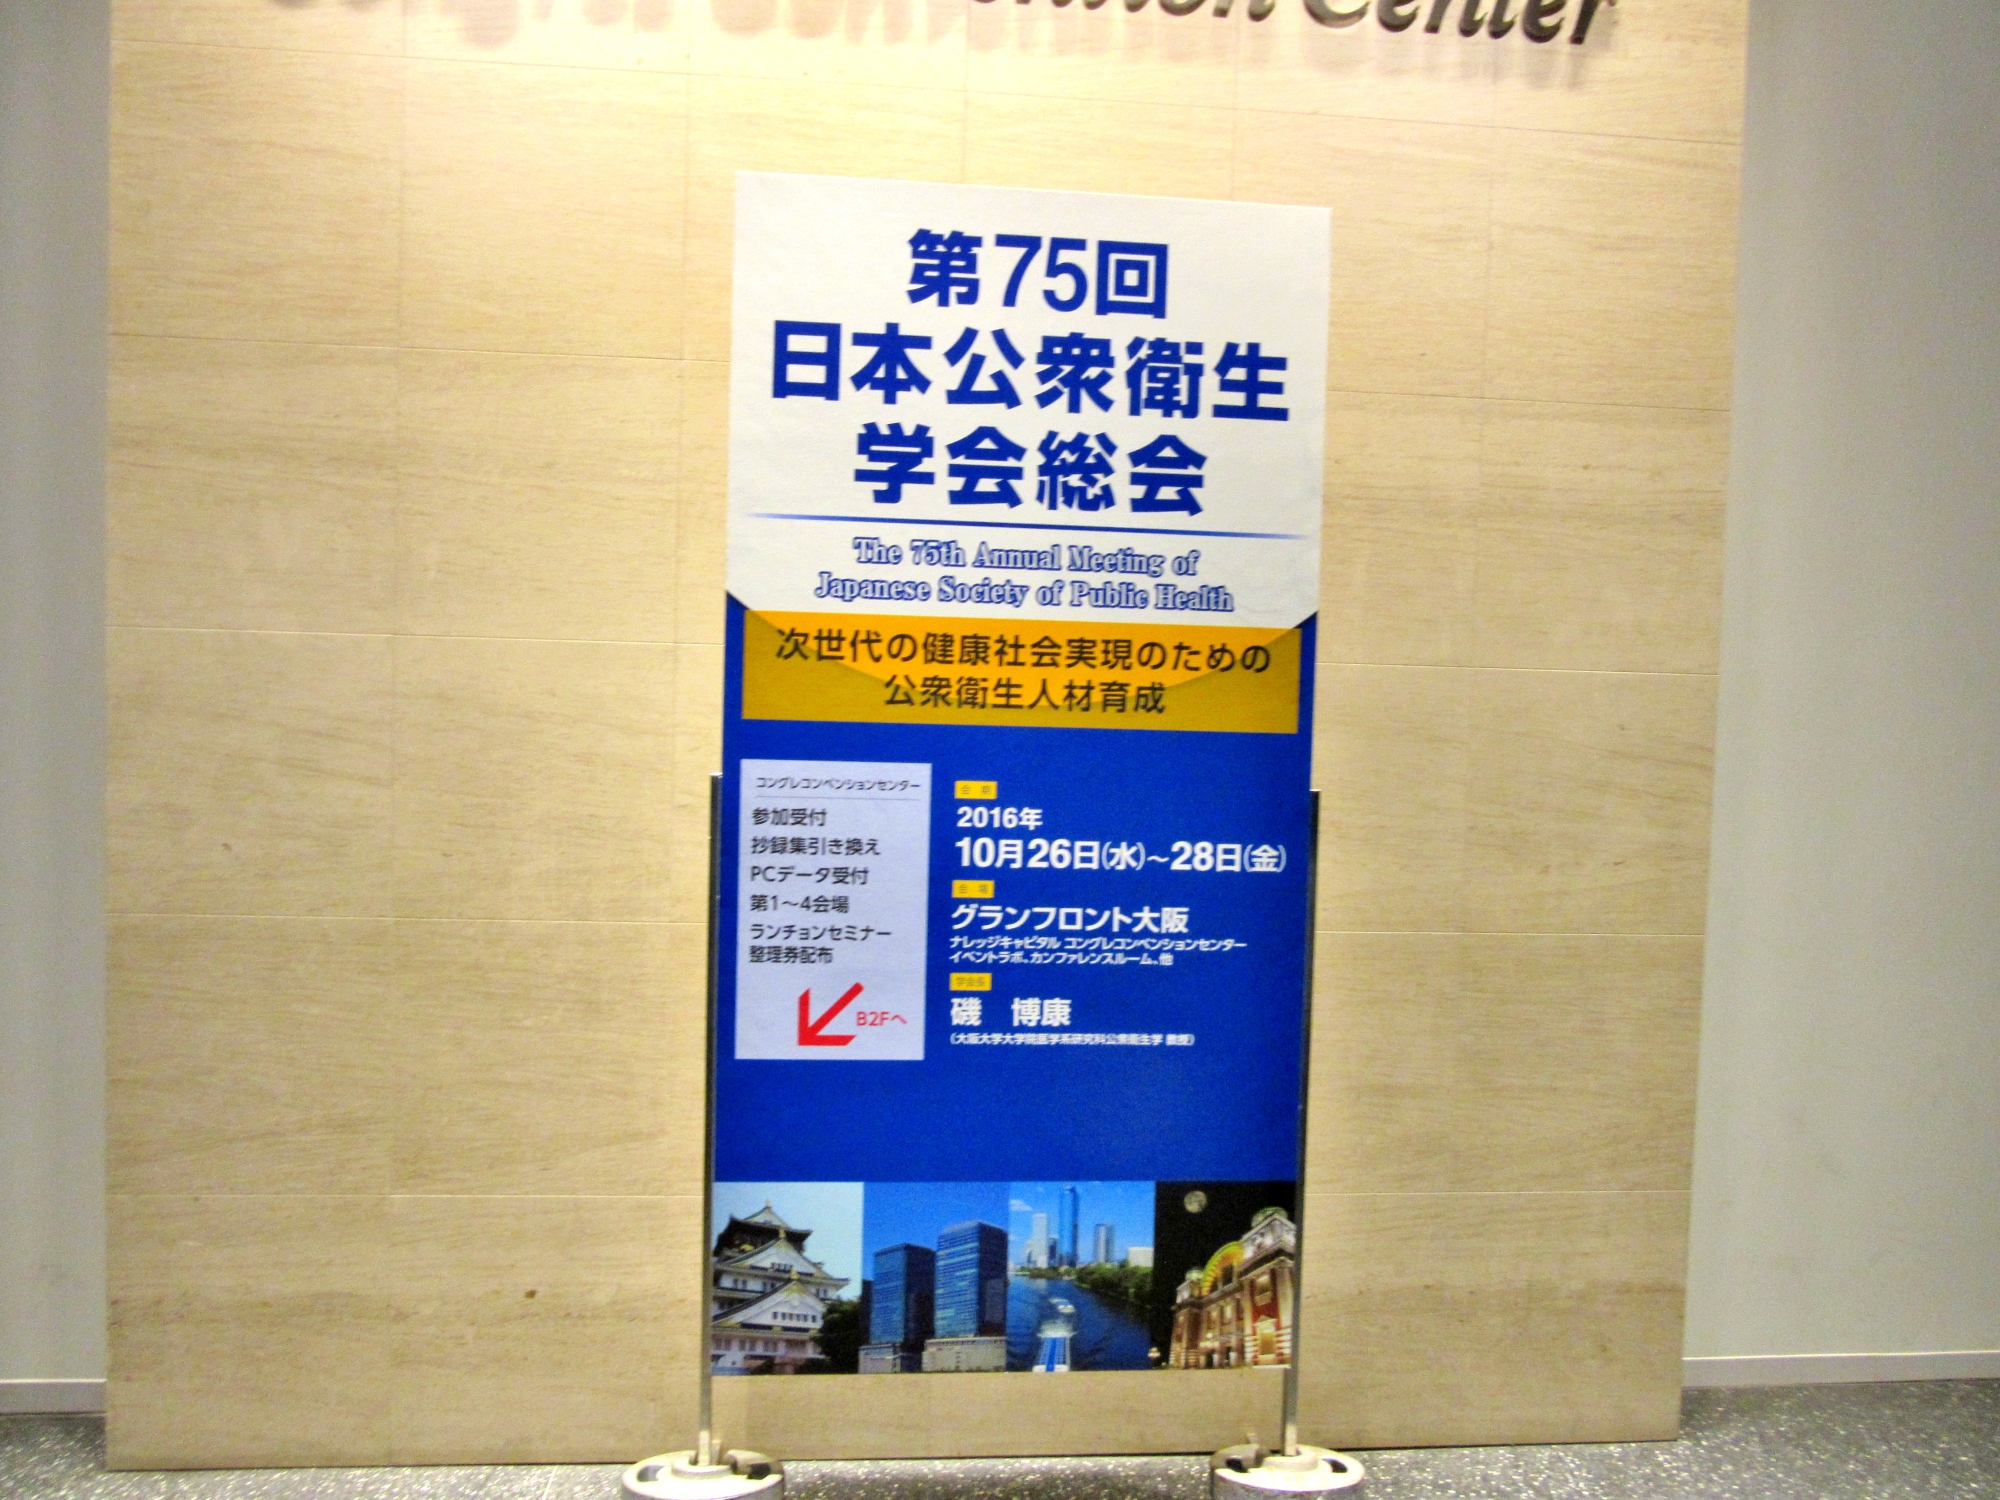 Convention Center
第75回
日本公衆衛生
学会総会
The 75th Annual Meeting of
Japanese Society of Public Health
次世代の健康社会実現のための
公衆衛生人材育成
コングレコンベンションセンター
参加受付
抄録集引き換え
PCデータ受付
第1～4会場
ランチョンセミナー
整理券配布
B2Fへ
会 期
2016年
10月26日(水)～28日(金)
会 場
グランフロント大阪
ナレッジキャピタル コングレコンベンションセンター
イベントラボ、カンファレンスルーム、他
学会長
磯 博康
(大阪大学大学院医学系研究科公衆衛生学 教授)